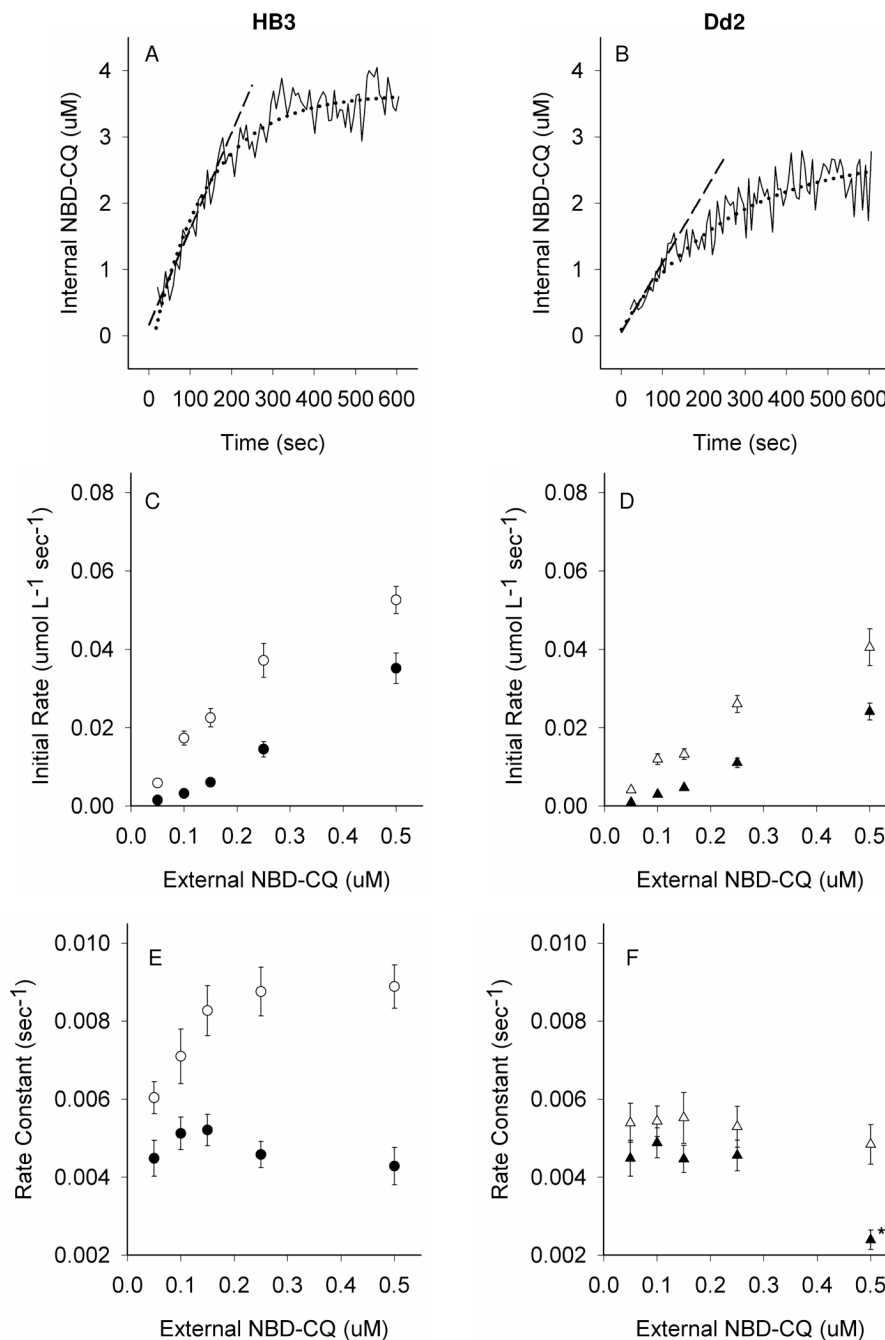 HB3
Dd2
A
4
3
2
1
0
Internal NBD-CQ (uM)
0 100 200 300 400 500 600
Time (sec)
B
4
3
2
1
0
Internal NBD-CQ (uM)
0 100 200 300 400 500 600
Time (sec)
C
0.08
0.06
0.04
0.02
0.00
Initial Rate (umol L-1 sec-1)
0.0 0.1 0.2 0.3 0.4 0.5
External NBD-CQ (uM)
D
0.08
0.06
0.04
0.02
0.00
Initial Rate (umol L-1 sec-1)
0.0 0.1 0.2 0.3 0.4 0.5
External NBD-CQ (uM)
E
0.010
0.008
0.006
0.004
0.002
Rate Constant (sec-1)
0.0 0.1 0.2 0.3 0.4 0.5
External NBD-CQ (uM)
F
0.010
0.008
0.006
0.004
0.002
Rate Constant (sec-1)
*
0.0 0.1 0.2 0.3 0.4 0.5
External NBD-CQ (uM)